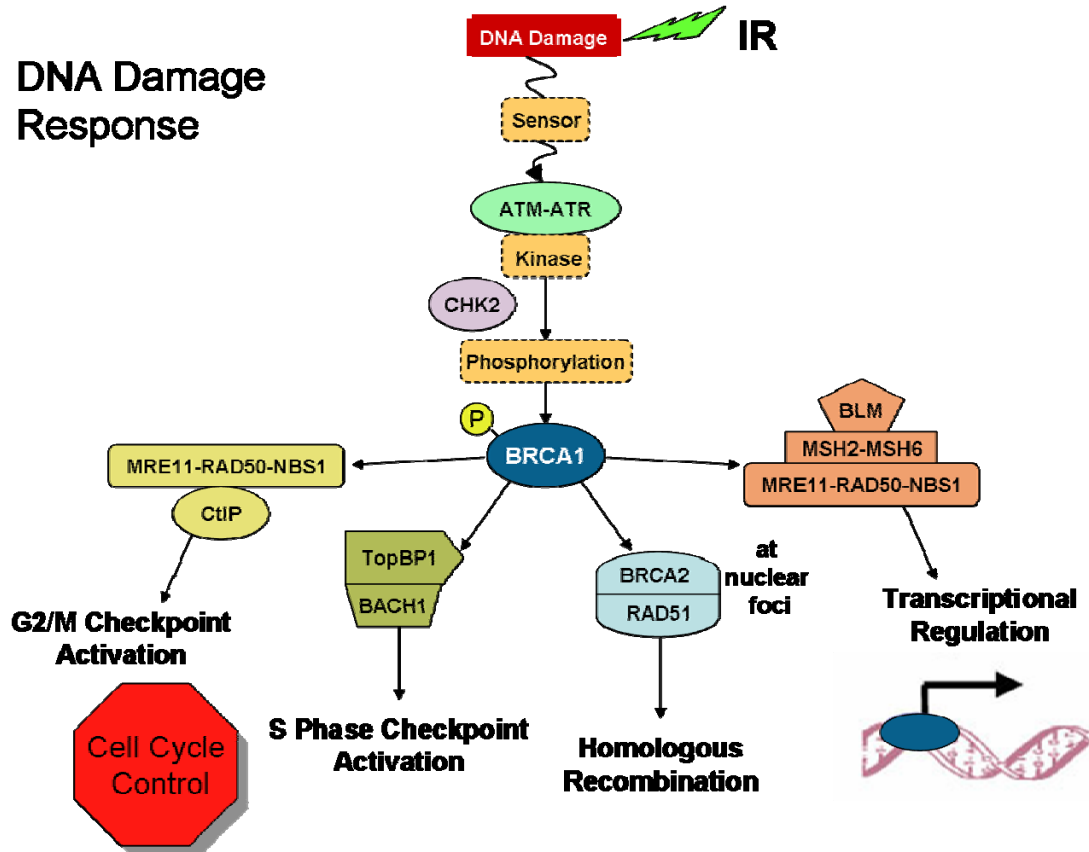 DNA Damage
IR
DNA Damage
Response
Sensor
ATM-ATR
Kinase
CHK2
Phosphorylation
P
BRCA1
BLM
MSH2-MSH6
MRE11-RAD50-NBS1
MRE11-RAD50-NBS1
CtIP
TopBP1
BACH1
BRCA2
RAD51
at
nuclear
foci
G2/M Checkpoint
Activation
Transcriptional
Regulation
S Phase Checkpoint
Activation
Homologous
Recombination
Cell Cycle
Control